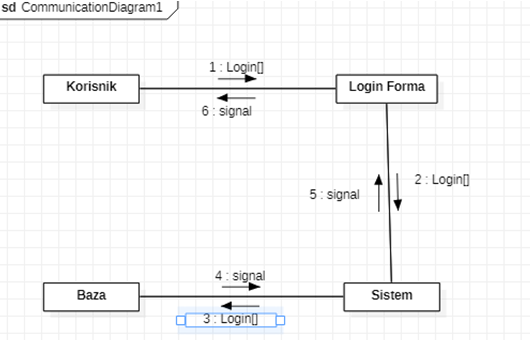 sd CommunicationDiagram1
1 : Login[]
Korisnik
Login Forma
6 : signal
5 : signal
2 : Login[]
4 : signal
Baza
Sistem
3 : Login[]